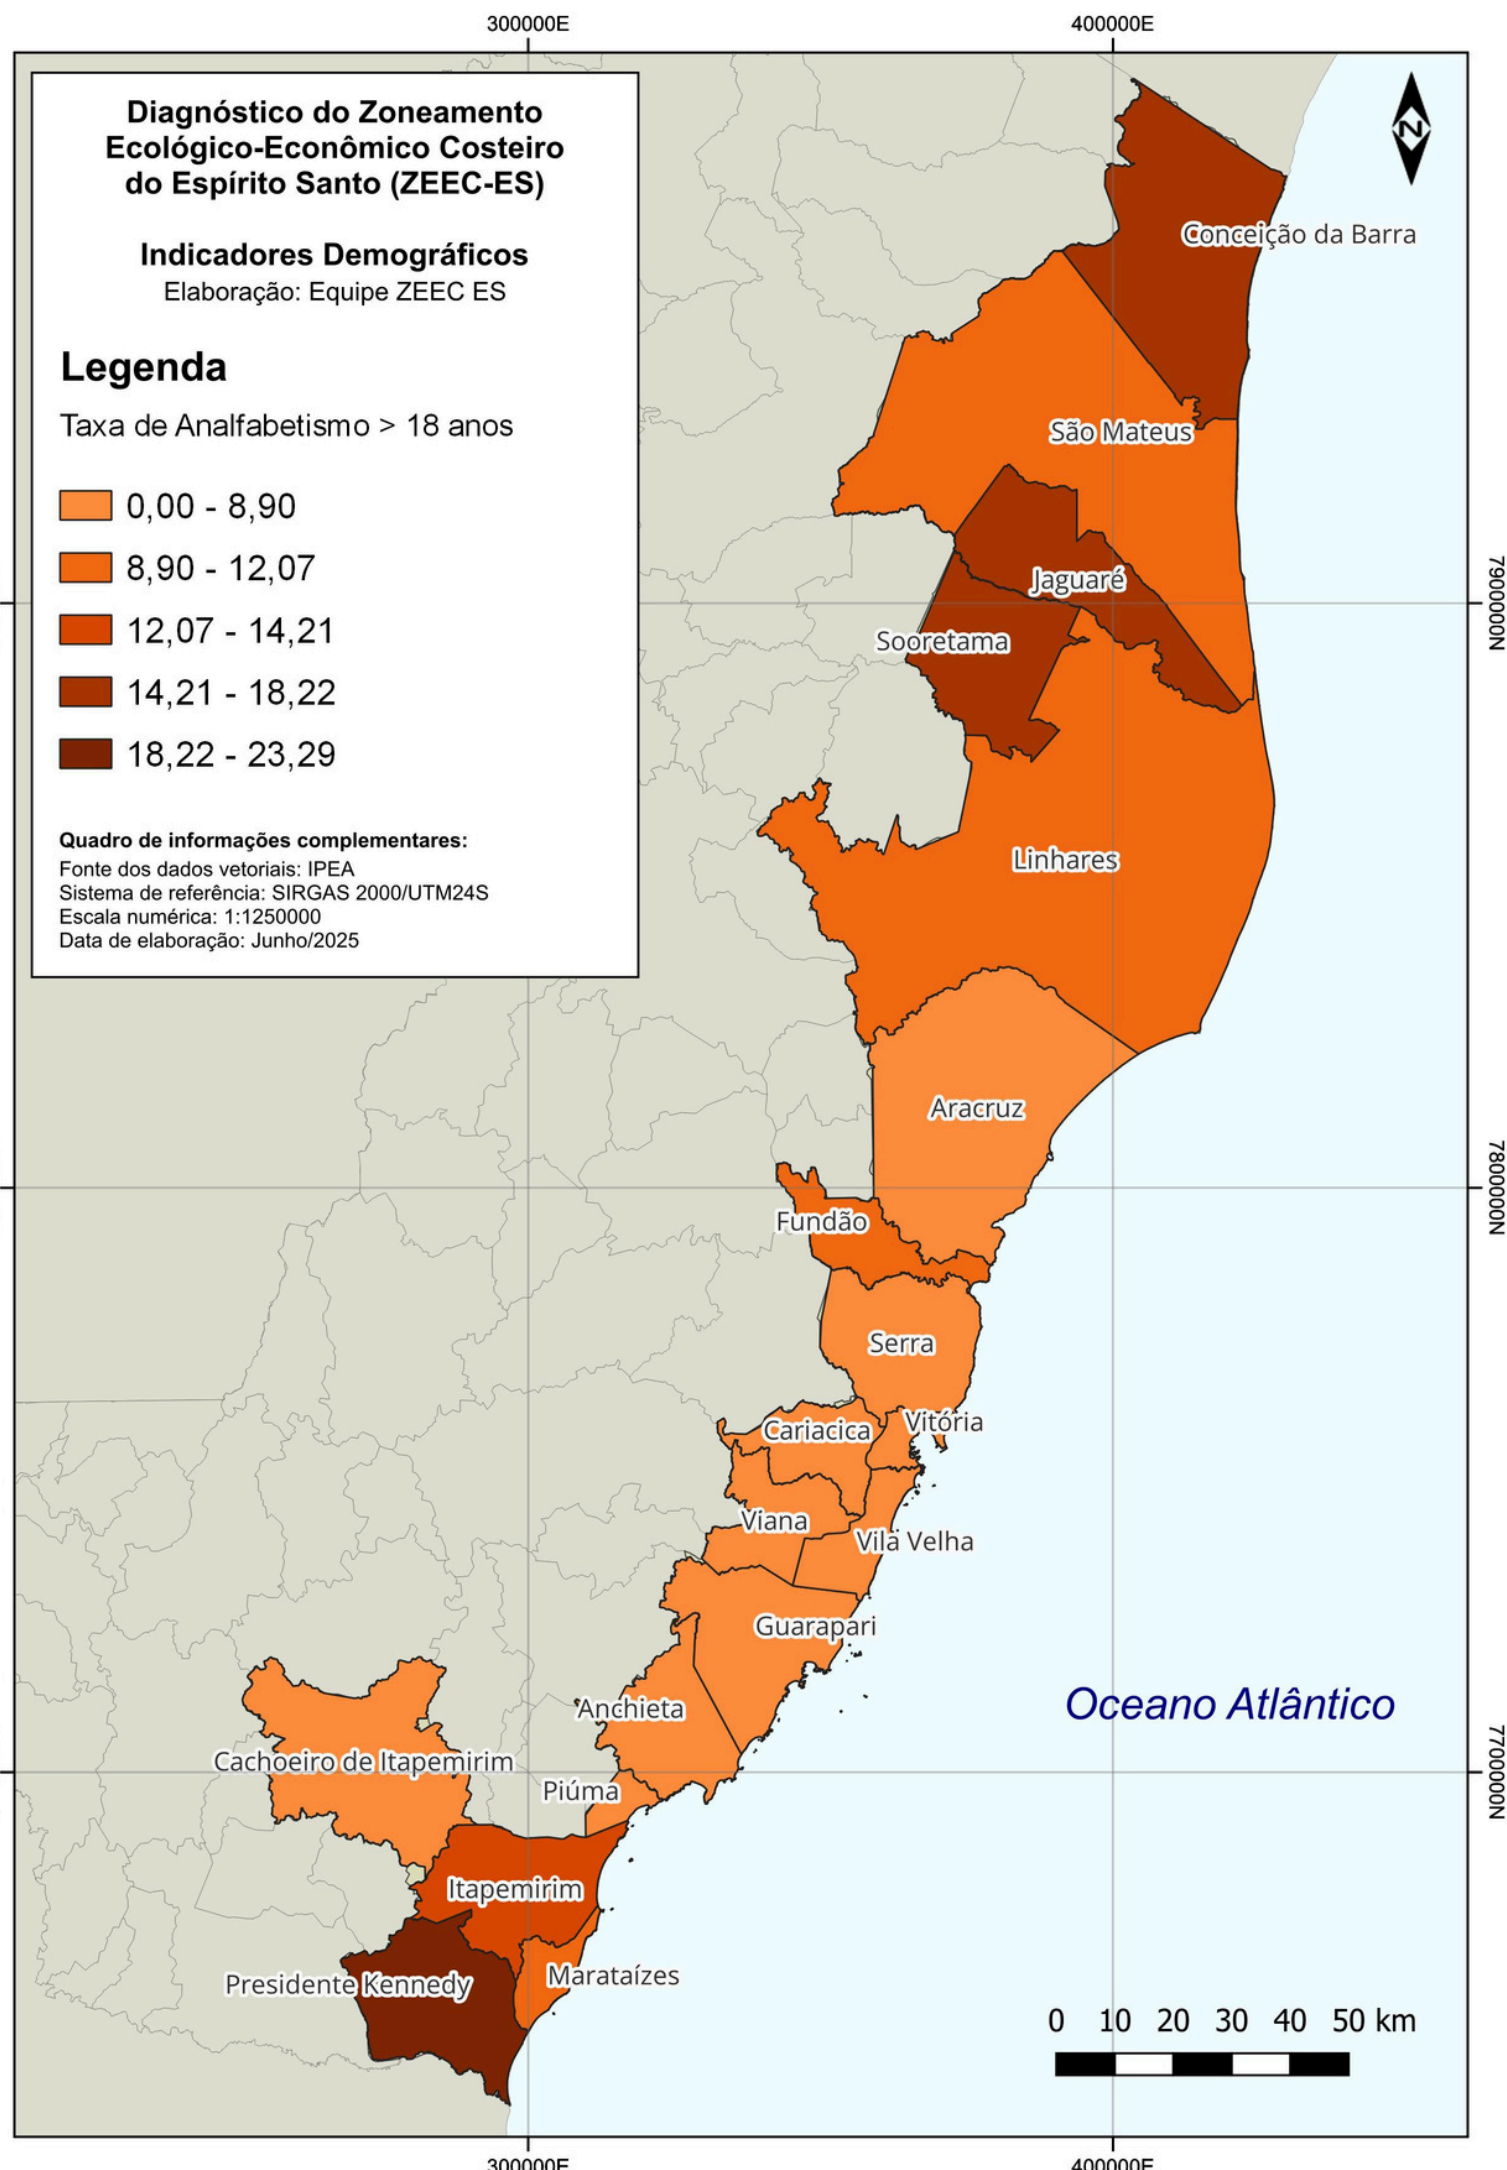 300000E
400000E
Diagnóstico do Zoneamento
Ecológico-Econômico Costeiro
do Espírito Santo (ZEEC-ES)
Indicadores Demográficos
Elaboração: Equipe ZEEC ES
Legenda
Taxa de Analfabetismo > 18 anos
0,00 - 8,90
8,90 - 12,07
12,07 - 14,21
14,21 - 18,22
18,22 - 23,29
Quadro de informações complementares:
Fonte dos dados vetoriais: IPEA
Sistema de referência: SIRGAS 2000/UTM24S
Escala numérica: 1:1250000
Data de elaboração: Junho/2025
N
Conceição da Barra
São Mateus
Jaguaré
7900000N
Sooretama
Linhares
Aracruz
7800000N
Fundão
Serra
Vitória
Cariacica
Viana
Vila Velha
Guarapari
Anchieta
Oceano Atlântico
Cachoeiro de Itapemirim
Piúma
7700000N
Itapemirim
Marataízes
Presidente Kennedy
0 10 20 30 40 50 km
300000E
400000E